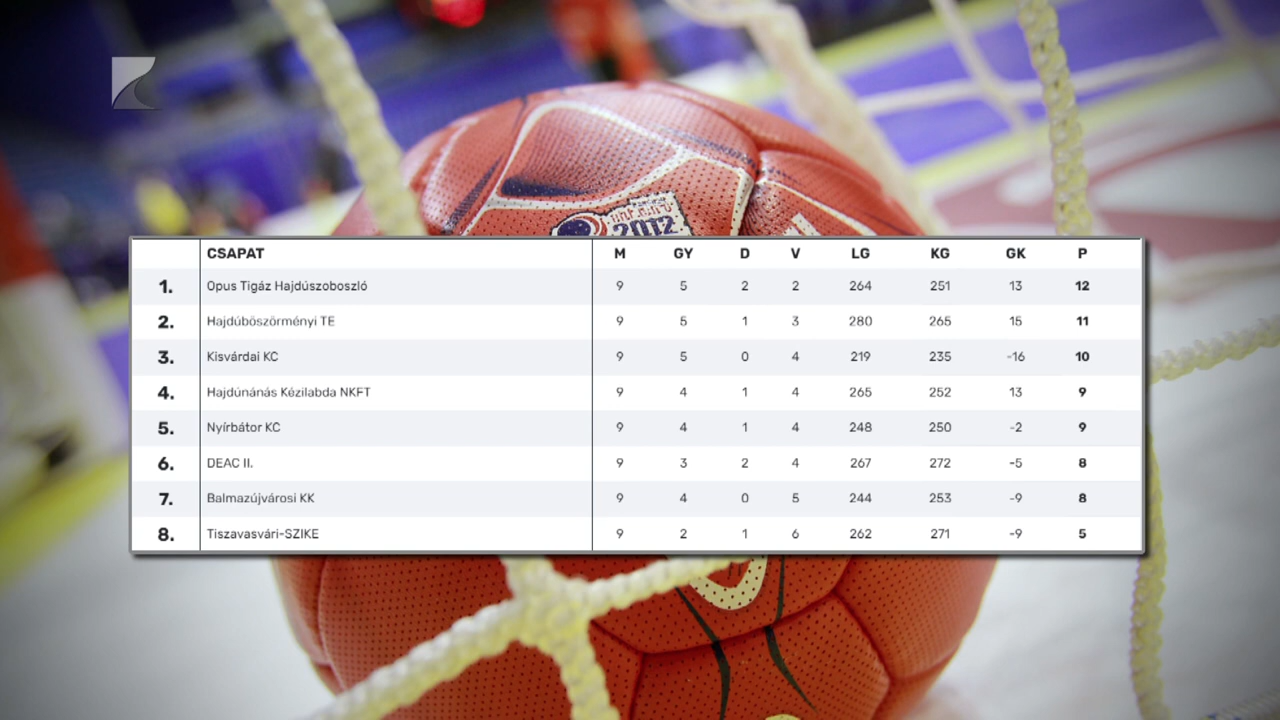 2012
CSAPAT M GY D V LG KG GK P
1. Opus Tigáz Hajdúszoboszló 9 5 2 2 264 251 13 12
2. Hajdúböszörményi TE 9 5 1 3 280 265 15 11
3. Kisvárdai KC 9 5 0 4 219 235 -16 10
4. Hajdúnánás Kézilabda NKFT 9 4 1 4 265 252 13 9
5. Nyírbátor KC 9 4 1 4 248 250 -2 9
6. DEAC II. 9 3 2 4 267 272 -5 8
7. Balmazújvárosi KK 9 4 0 5 244 253 -9 8
8. Tiszavasvári-SZIKE 9 2 1 6 262 271 -9 5